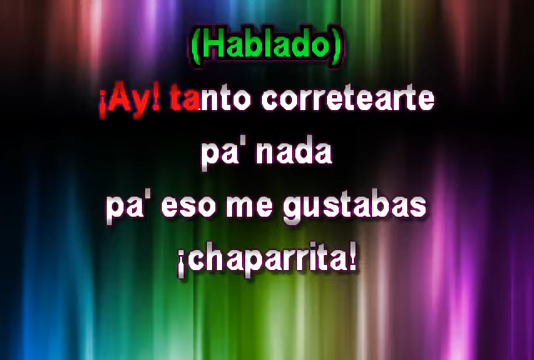 (Hablado)
¡Ay! tanto corretearte
pa' nada
pa' eso me gustabas
¡chaparrita!